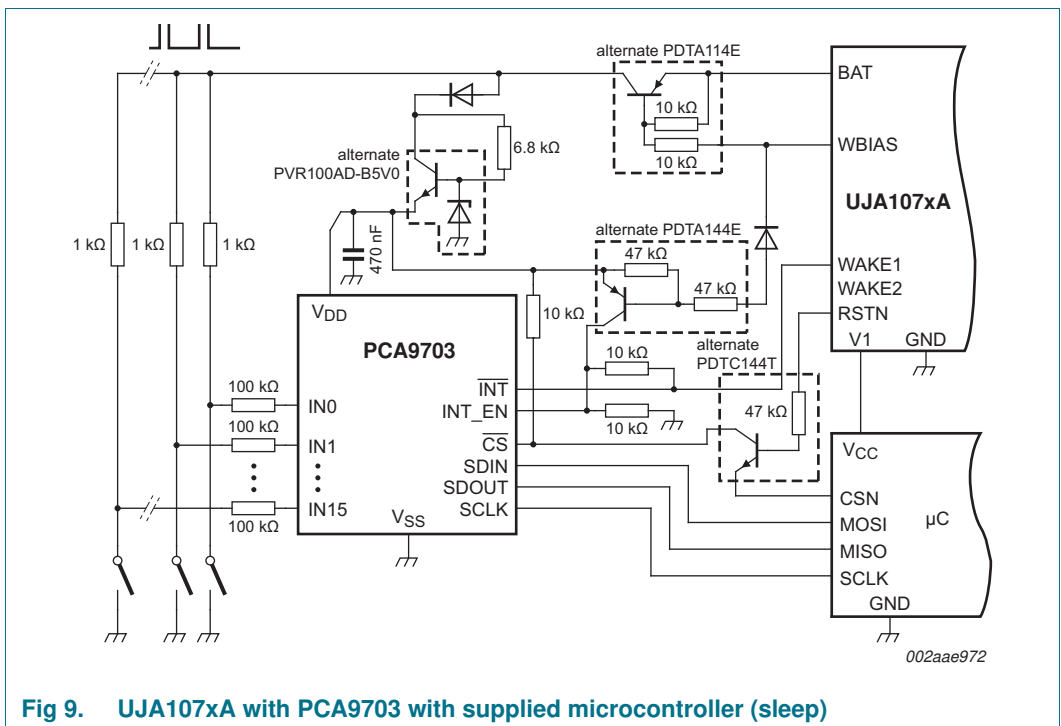 alternate PDTA114E
BAT
10 kΩ
10 kΩ
WBIAS
UJA107xA
6.8 kΩ
alternate
PVR100AD-B5V0
470 nF
alternate PDTA144E
47 kΩ
47 kΩ
WAKE1
WAKE2
RSTN
V1
GND
1 kΩ
1 kΩ
1 kΩ
10 kΩ
alternate
PDTC144T
47 kΩ
VDD
PCA9703
10 kΩ
10 kΩ
100 kΩ
IN0
100 kΩ
IN1
IN15
100 kΩ
INT
INT_EN
CS
SDIN
SDOUT
SCLK
VSS
VCC
CSN
MOSI
MISO
SCLK
GND
μC
002aae972
Fig 9. UJA107xA with PCA9703 with supplied microcontroller (sleep)